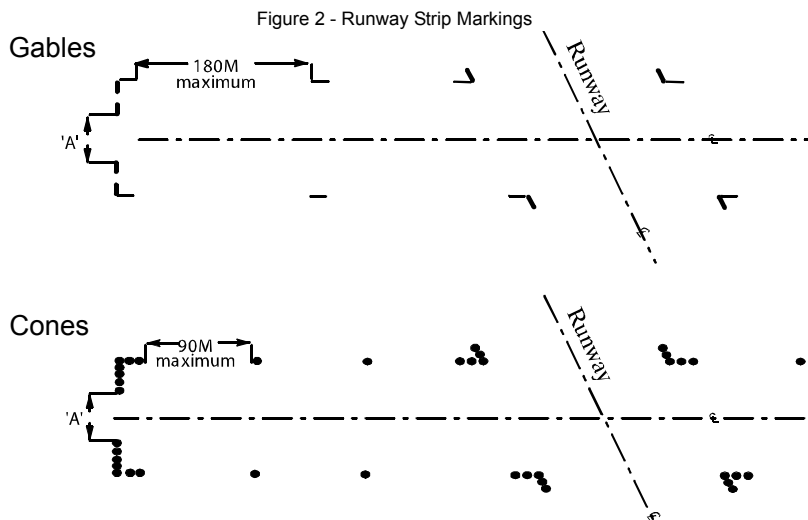 Figure 2 - Runway Strip Markings
Gables
180M
maximum
Runway
'A'
℄
℄
Cones
90M
maximum
Runway
'A'
℄
℄